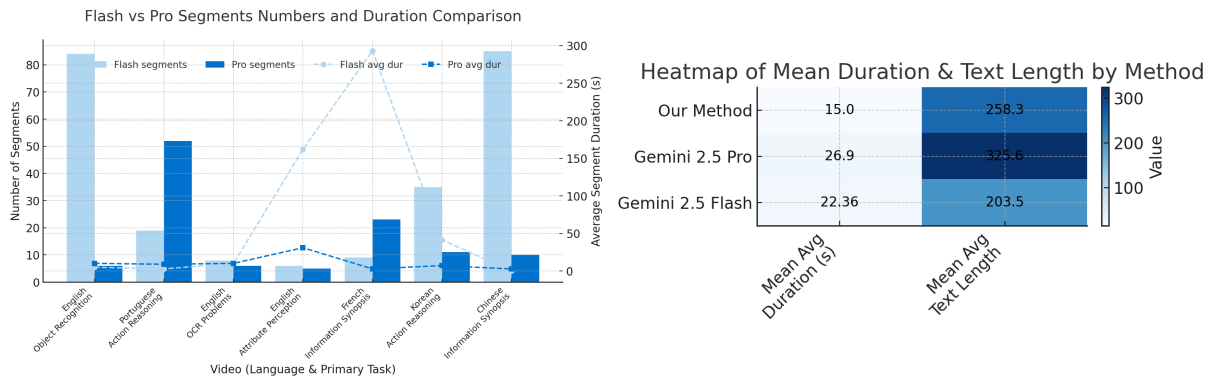 Flash vs Pro Segments Numbers and Duration Comparison
Flash segments
Pro segments
Flash avg dur
Pro avg dur
Number of Segments
0
10
20
30
40
50
60
70
80
Average Segment Duration (s)
0
50
100
150
200
250
300
English
Object Recognition
Portuguese
Action Reasoning
English
OCR Problems
English
Attribute Perception
French
Information Synopsis
Korean
Action Reasoning
Chinese
Information Synopsis
Video (Language & Primary Task)
Heatmap of Mean Duration & Text Length by Method
Our Method
15.0
258.3
Gemini 2.5 Pro
26.9
325.6
Gemini 2.5 Flash
22.36
203.5
Mean Avg
Duration (s)
Mean Avg
Text Length
300
200
100
Value